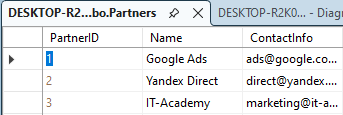 DESKTOP-R2...bo.Partners DESKTOP-R2K0... - Diagra
PartnerID Name ContactInfo
1 Google Ads ads@google.co...
2 Yandex Direct direct@yandex....
3 IT-Academy marketing@it-a...